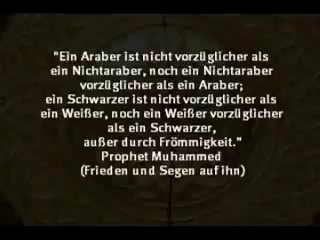 "Ein Araber ist nicht vorzüglicher als
ein Nichtaraber, noch ein Nichtaraber
vorzüglicher als ein Araber;
ein Schwarzer ist nicht vorzüglicher als
ein Weißer, noch ein Weißer vorzüglicher
als ein Schwarzer,
außer durch Frömmigkeit."
Prophet Muhammed
(Frieden und Segen auf ihn)